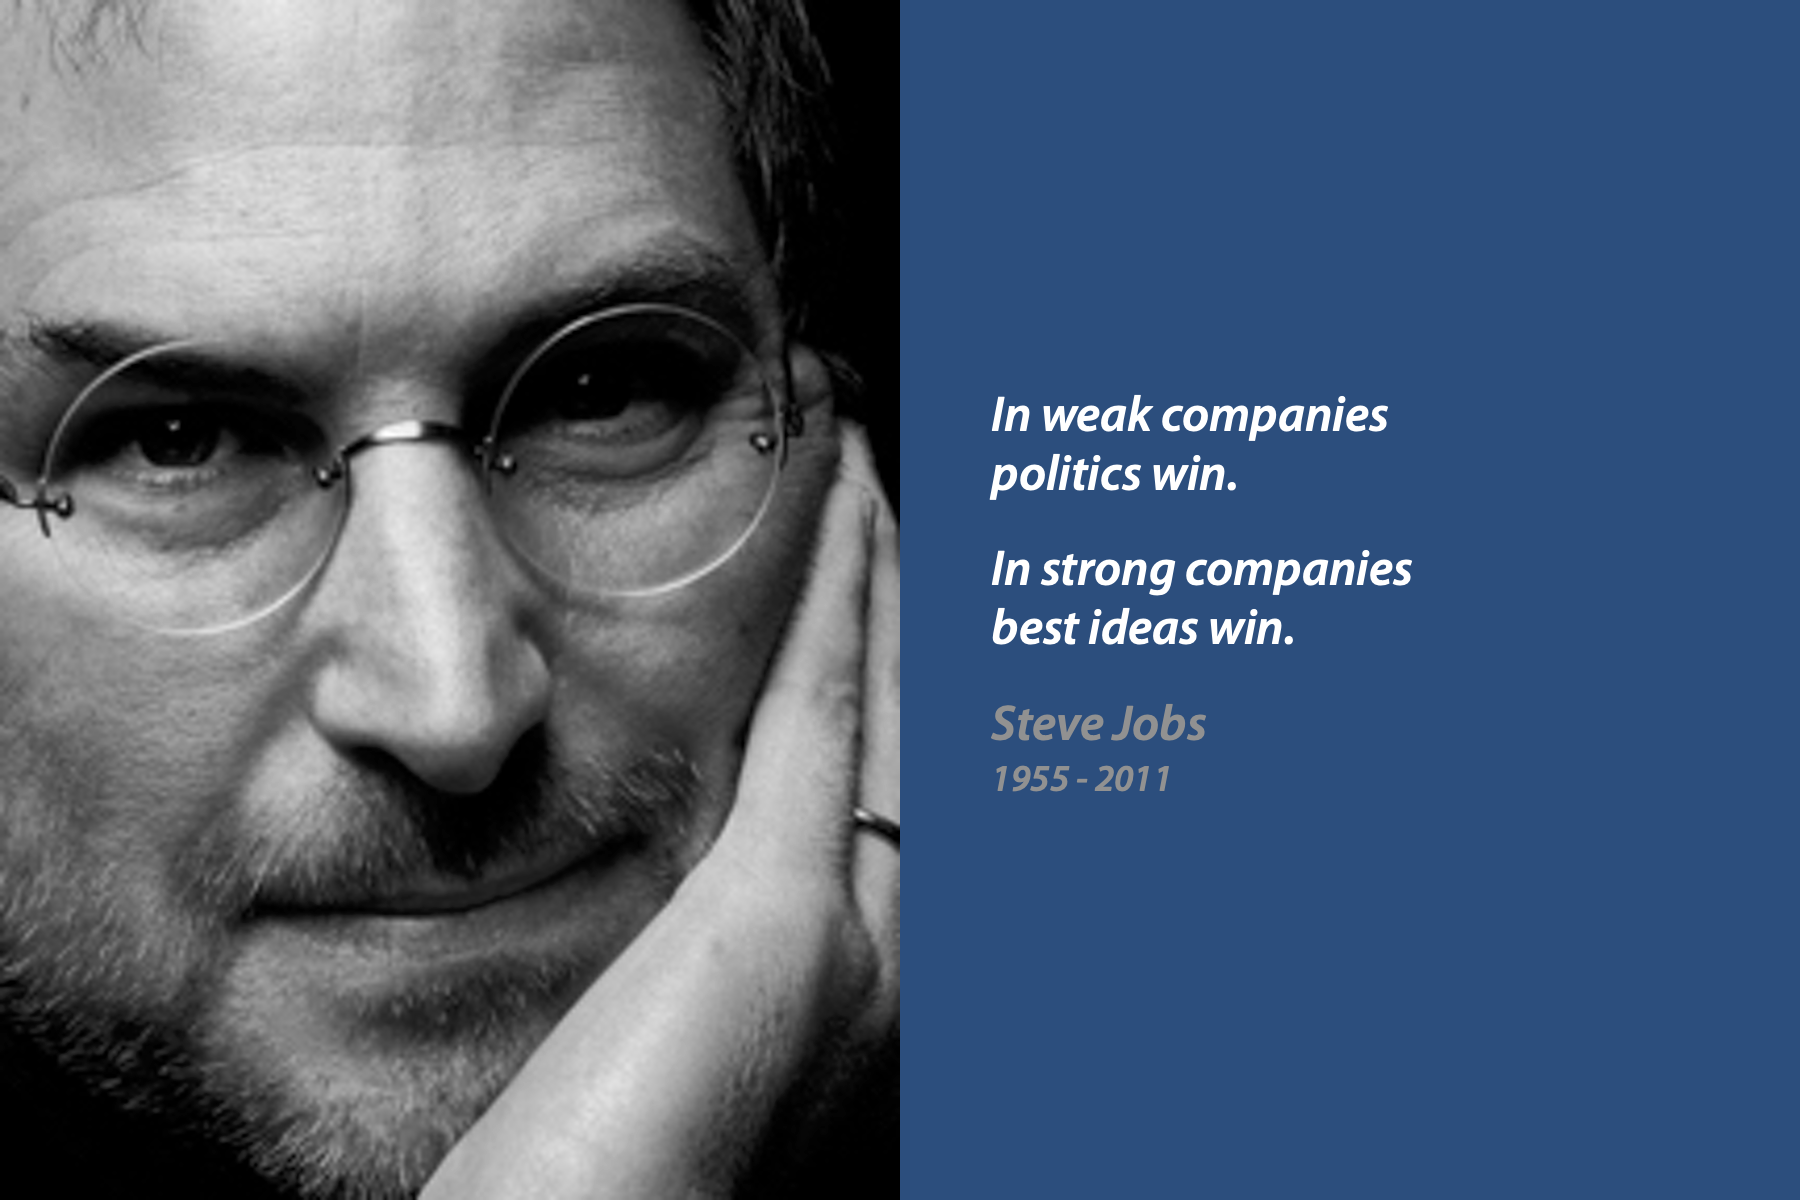 In weak companies
politics win.
In strong companies
best ideas win.
Steve Jobs
1955 - 2011